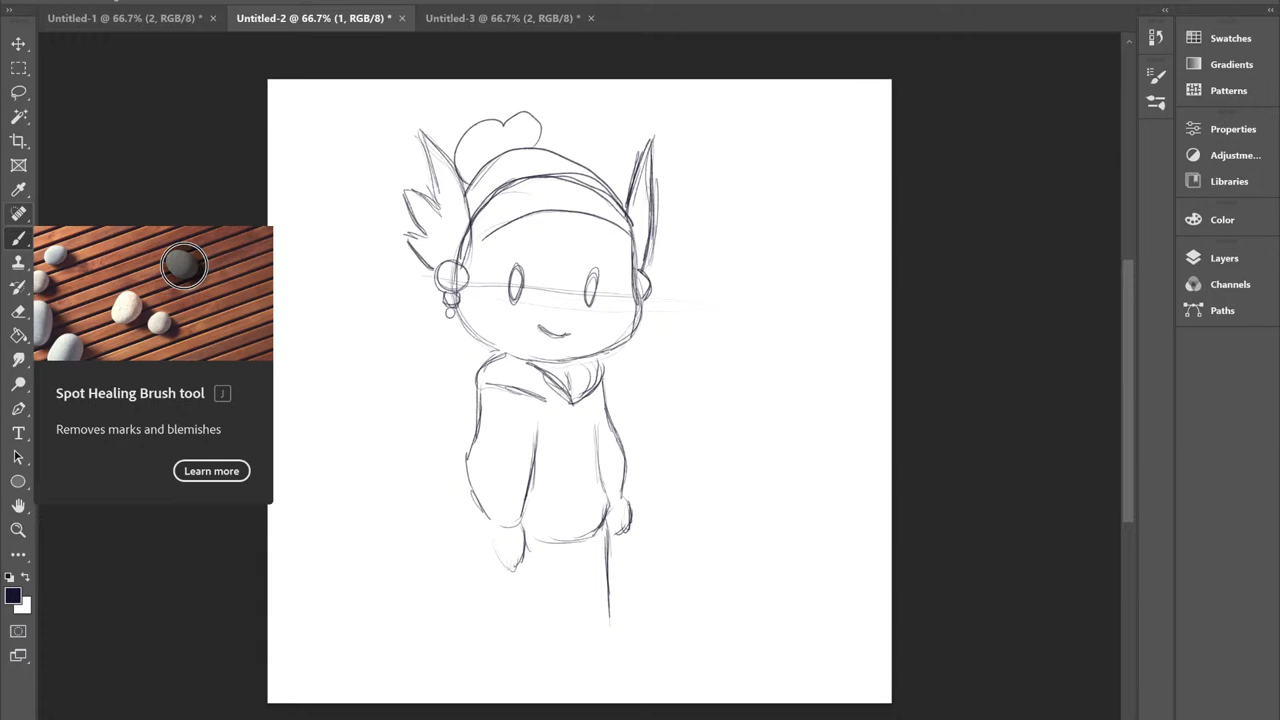 Untitled-1 @ 66.7% (2, RGB/8) *
Untitled-2 @ 66.7% (1, RGB/8) *
Untitled-3 @ 66.7% (2, RGB/8) *
Swatches
Gradients
Patterns
Properties
Adjustme...
Libraries
Color
Layers
Channels
Paths
Spot Healing Brush tool J
Removes marks and blemishes
Learn more